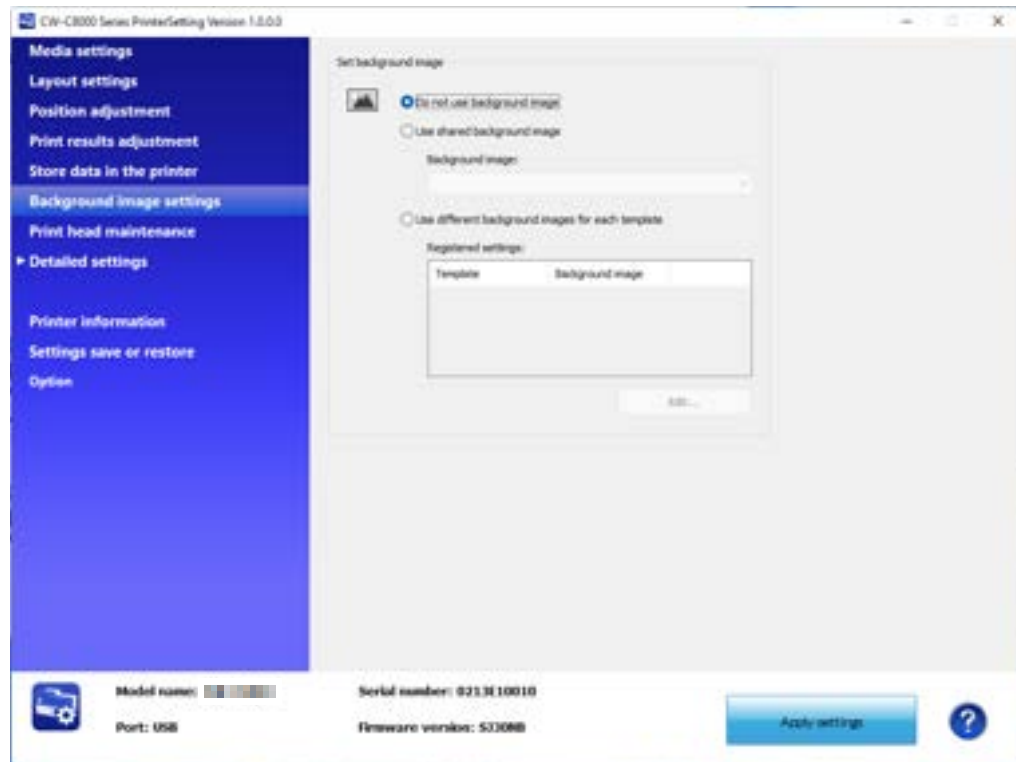 CW-C8000 Series PrinterSetting Version 1.0.0.0
Media settings
Layout settings
Position adjustment
Print results adjustment
Store data in the printer
Background image settings
Print head maintenance
Detailed settings
Printer information
Settings save or restore
Option
Set background image
Do not use background image
Use shared background image
Background image:
Use different background images for each template
Registered settings:
Template Background image
Edit...
Model name:
Serial number: 0213E10010
Port: USB
Firmware version:
Apply settings
?